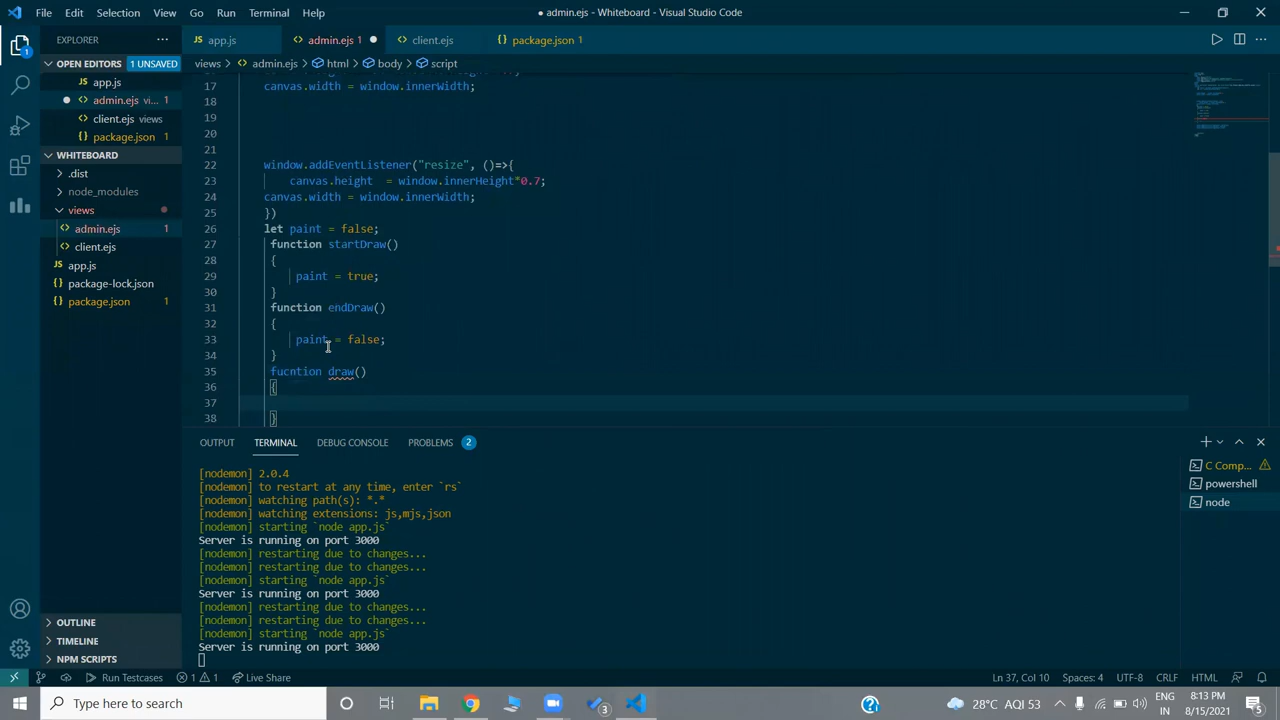 File Edit Selection View Go Run Terminal Help
● admin.ejs - Whiteboard - Visual Studio Code
EXPLORER
app.js
admin.ejs 1
client.ejs
package.json 1
OPEN EDITORS 1 UNSAVED
views > admin.ejs > html > body > script
app.js
admin.ejs vi... 1
client.ejs views
package.json 1
WHITEBOARD
.dist
node_modules
views
admin.ejs 1
client.ejs
app.js
package-lock.json
package.json 1
17 canvas.width = window.innerWidth;
18
19
20
21
22 window.addEventListener("resize", ()=>{
23 canvas.height = window.innerHeight*0.7;
24 canvas.width = window.innerWidth;
25 })
26 let paint = false;
27 function startDraw()
28 {
29 paint = true;
30 }
31 function endDraw()
32 {
33 paint = false;
34 }
35 fucntion draw()
36 {
37
38 }
OUTPUT TERMINAL DEBUG CONSOLE PROBLEMS 2
[nodemon] 2.0.4
[nodemon] to restart at any time, enter `rs`
[nodemon] watching path(s): *.*
[nodemon] watching extensions: js,mjs,json
[nodemon] starting `node app.js`
Server is running on port 3000
[nodemon] restarting due to changes...
[nodemon] restarting due to changes...
[nodemon] starting `node app.js`
Server is running on port 3000
[nodemon] restarting due to changes...
[nodemon] restarting due to changes...
[nodemon] starting `node app.js`
Server is running on port 3000
C Comp...
powershell
node
OUTLINE
TIMELINE
NPM SCRIPTS
1 1 Run Testcases Live Share
Ln 37, Col 10 Spaces: 4 UTF-8 CRLF HTML
Type here to search
28°C AQI 53
ENG
IN
8:13 PM
8/15/2021